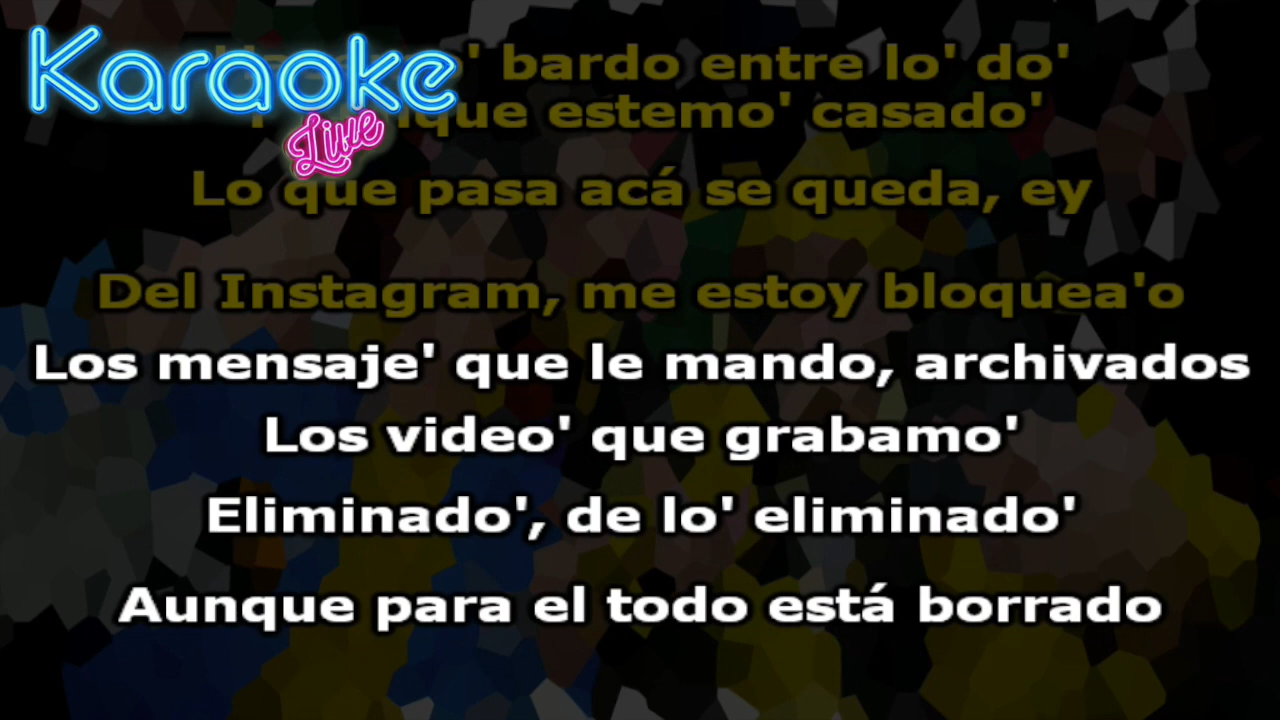 Karaoke
Live
bardo entre lo' do'
que estemo' casado'
Lo que pasa acá se queda, ey
Del Instagram, me estoy bloquea'o
Los mensaje' que le mando, archivados
Los video' que grabamo'
Eliminado', de lo' eliminado'
Aunque para el todo está borrado